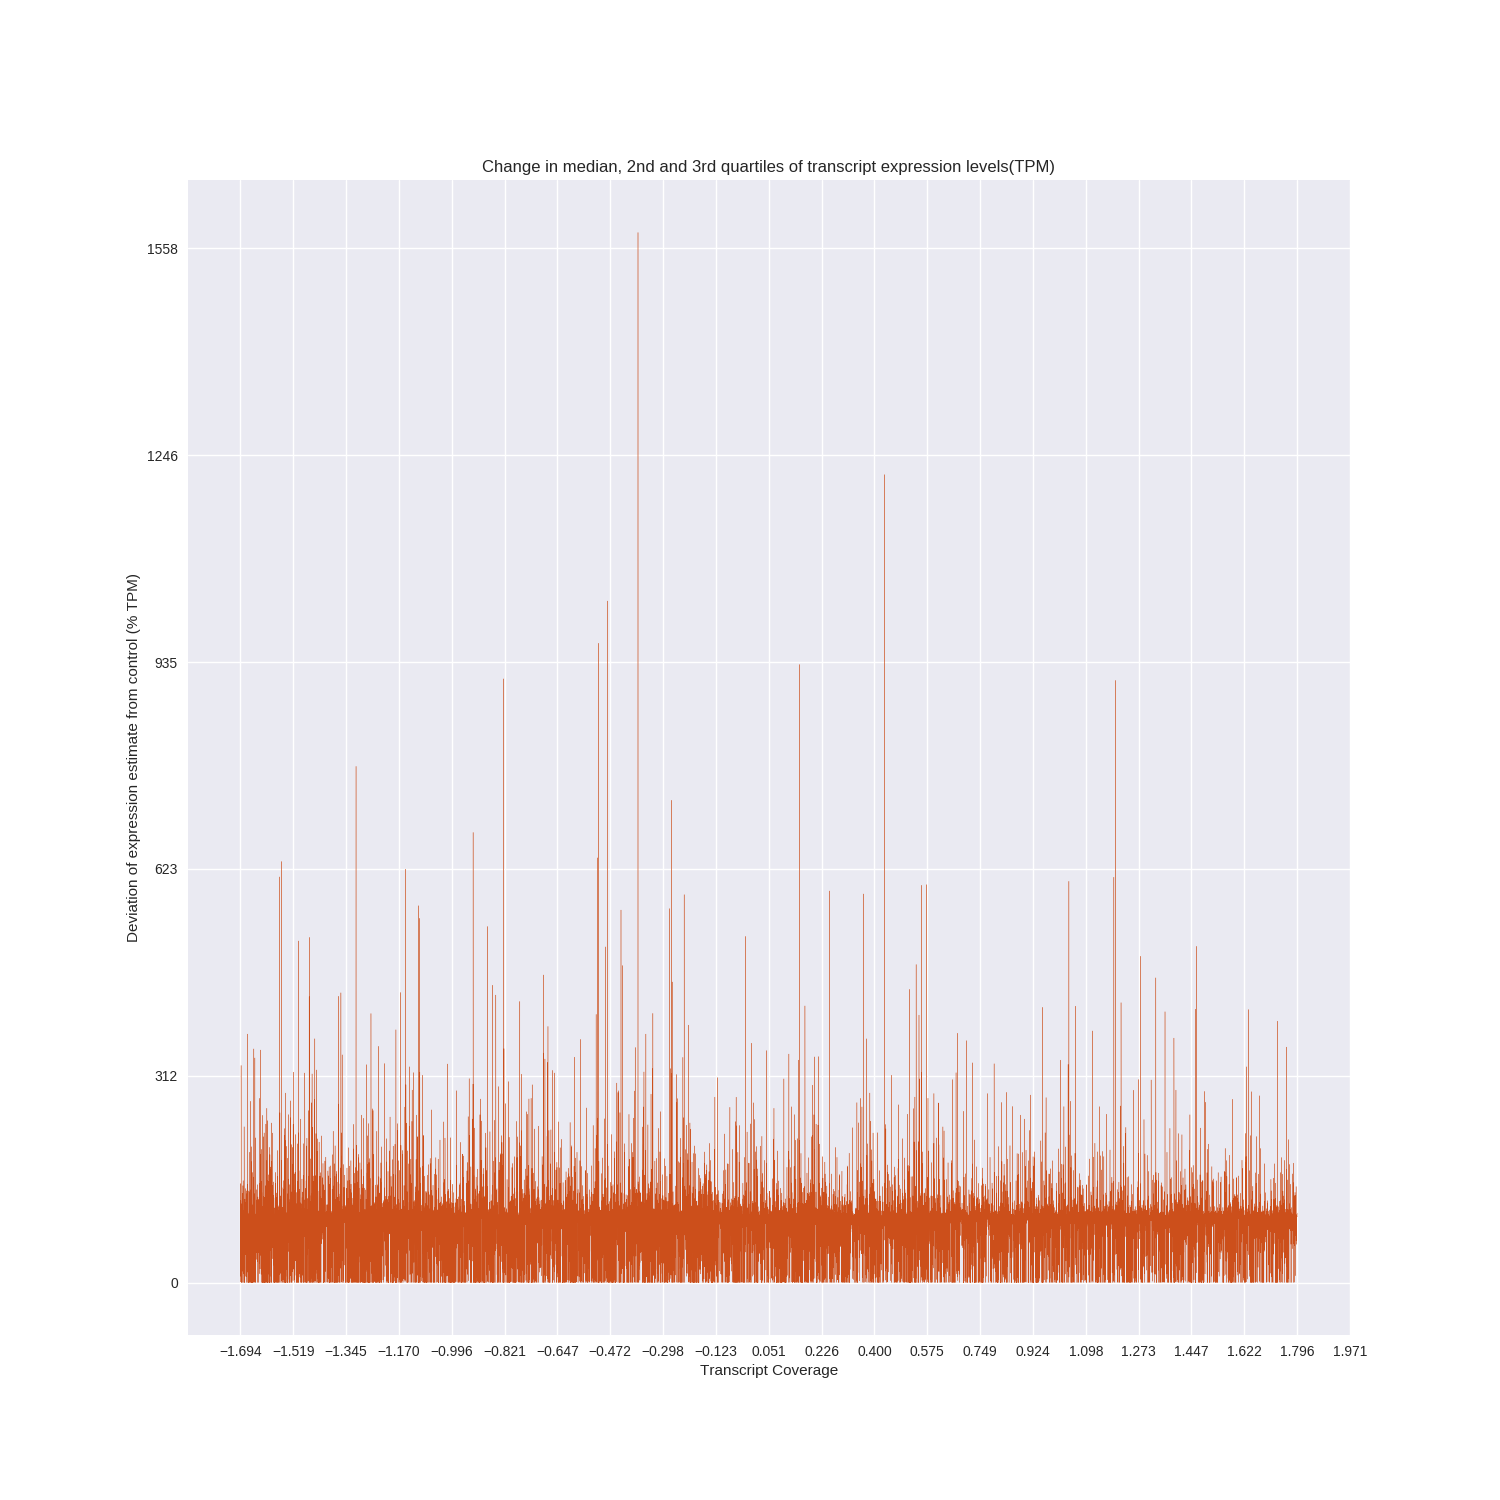 Change in median, 2nd and 3rd quartiles of transcript expression levels(TPM)
1558
1246
935
623
312
0
Deviation of expression estimate from control (% TPM)
−1.694 −1.519 −1.345 −1.170 −0.996 −0.821 −0.647 −0.472 −0.298 −0.123 0.051 0.226 0.400 0.575 0.749 0.924 1.098 1.273 1.447 1.622 1.796 1.971
Transcript Coverage